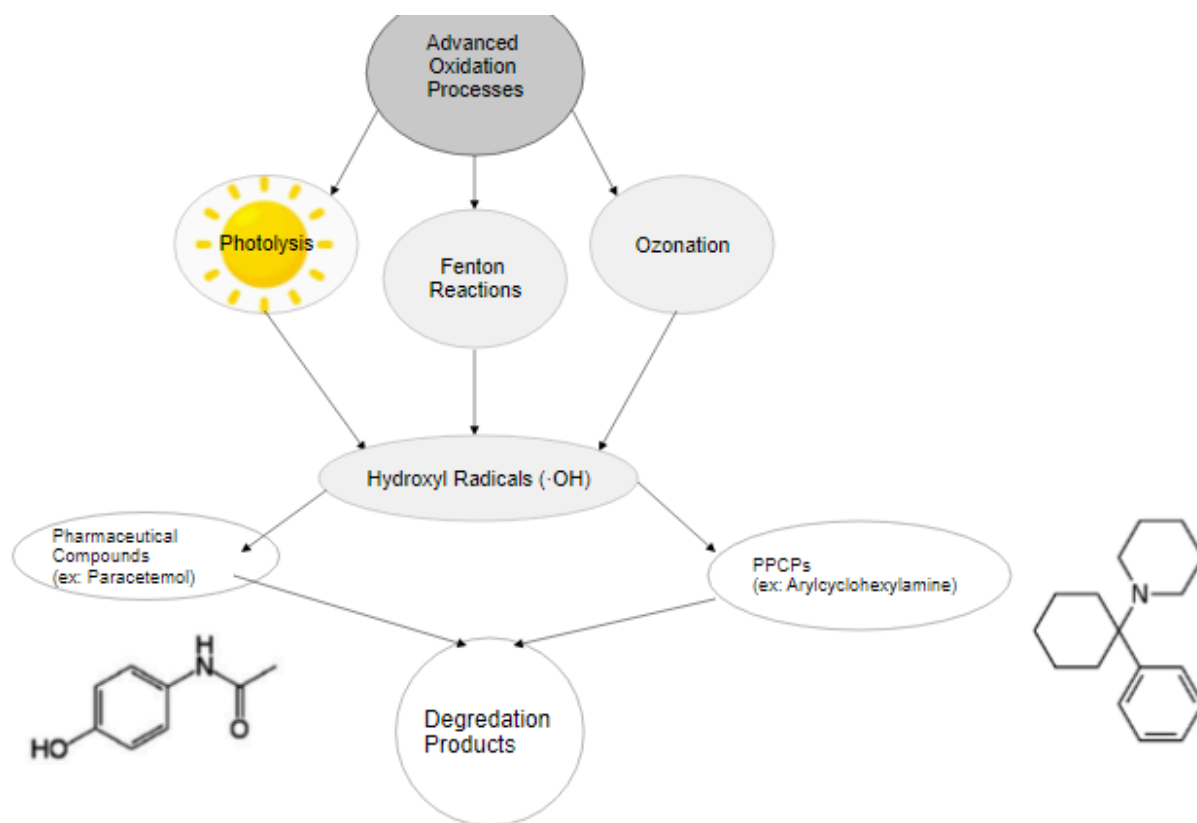 Advanced
Oxidation
Processes
Photolysis
Fenton
Reactions
Ozonation
Hydroxyl Radicals (·OH)
Pharmaceutical
Compounds
(ex: Paracetemol)
PPCPs
(ex: Arylcyclohexylamine)
H
N
O
HO
N
Degredation
Products